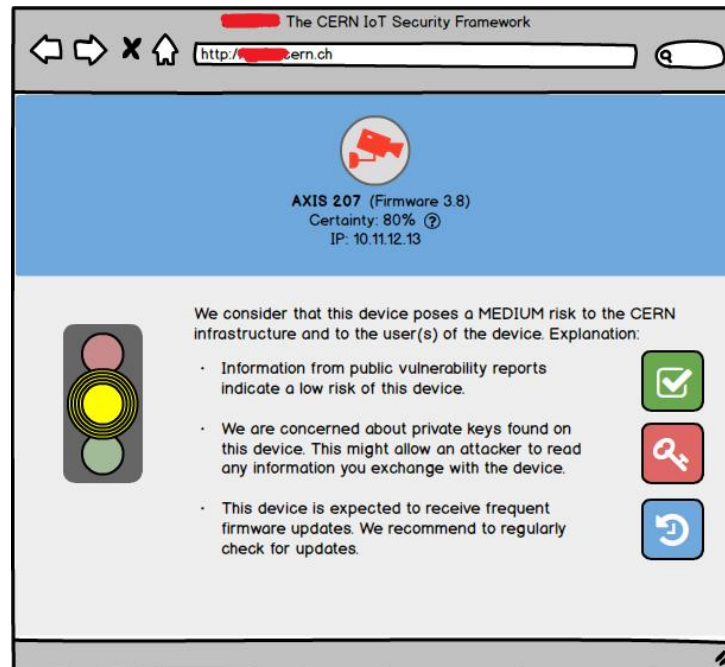 The CERN IoT Security Framework
http:/ cern.ch
AXIS 207 (Firmware 3.8)
Certainty: 80% ?
IP: 10.11.12.13
We consider that this device poses a MEDIUM risk to the CERN
infrastructure and to the user(s) of the device. Explanation:
· Information from public vulnerability reports
indicate a low risk of this device.
· We are concerned about private keys found on
this device. This might allow an attacker to read
any information you exchange with the device.
· This device is expected to receive frequent
firmware updates. We recommend to regularly
check for updates.